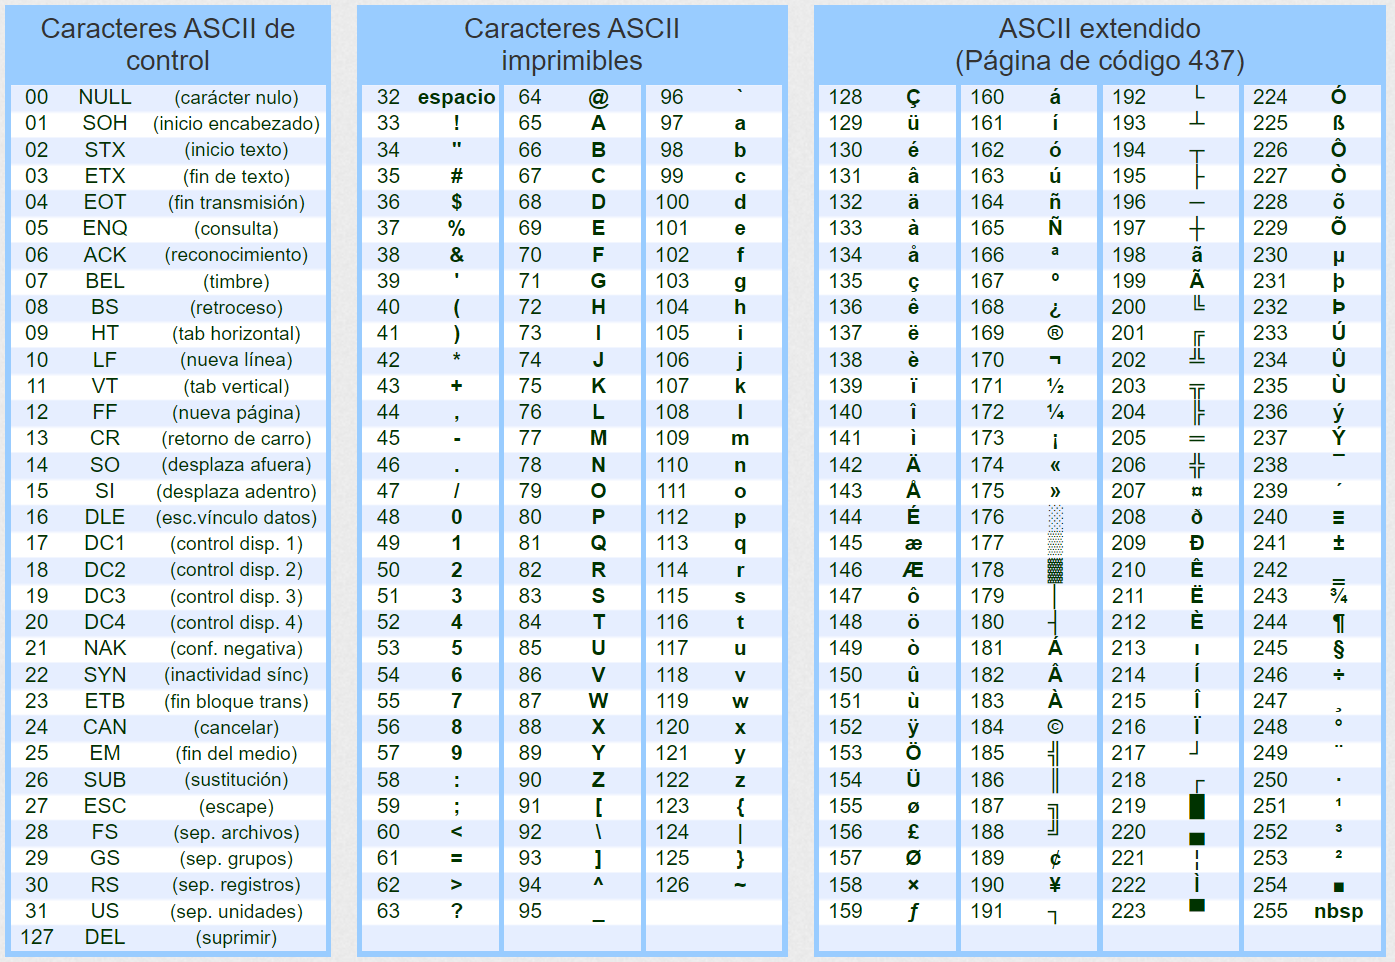 Caracteres ASCII de
control
00 NULL (carácter nulo)
01 SOH (inicio encabezado)
02 STX (inicio texto)
03 ETX (fin de texto)
04 EOT (fin transmisión)
05 ENQ (consulta)
06 ACK (reconocimiento)
07 BEL (timbre)
08 BS (retroceso)
09 HT (tab horizontal)
10 LF (nueva línea)
11 VT (tab vertical)
12 FF (nueva página)
13 CR (retorno de carro)
14 SO (desplaza afuera)
15 SI (desplaza adentro)
16 DLE (esc.vínculo datos)
17 DC1 (control disp. 1)
18 DC2 (control disp. 2)
19 DC3 (control disp. 3)
20 DC4 (control disp. 4)
21 NAK (conf. negativa)
22 SYN (inactividad sínc)
23 ETB (fin bloque trans)
24 CAN (cancelar)
25 EM (fin del medio)
26 SUB (sustitución)
27 ESC (escape)
28 FS (sep. archivos)
29 GS (sep. grupos)
30 RS (sep. registros)
31 US (sep. unidades)
127 DEL (suprimir)
Caracteres ASCII
imprimibles
32 espacio 64 @ 96 `
33 ! 65 A 97 a
34 " 66 B 98 b
35 # 67 C 99 c
36 $ 68 D 100 d
37 % 69 E 101 e
38 & 70 F 102 f
39 ' 71 G 103 g
40 ( 72 H 104 h
41 ) 73 I 105 i
42 * 74 J 106 j
43 + 75 K 107 k
44 , 76 L 108 l
45 - 77 M 109 m
46 . 78 N 110 n
47 / 79 O 111 o
48 0 80 P 112 p
49 1 81 Q 113 q
50 2 82 R 114 r
51 3 83 S 115 s
52 4 84 T 116 t
53 5 85 U 117 u
54 6 86 V 118 v
55 7 87 W 119 w
56 8 88 X 120 x
57 9 89 Y 121 y
58 : 90 Z 122 z
59 ; 91 [ 123 {
60 < 92 \ 124 |
61 = 93 ] 125 }
62 > 94 ^ 126 ~
63 ? 95 _
ASCII extendido
(Página de código 437)
128 Ç 160 á 192 └ 224 Ó
129 ü 161 í 193 ┴ 225 ß
130 é 162 ó 194 ┬ 226 Ô
131 â 163 ú 195 ├ 227 Ò
132 ä 164 ñ 196 ─ 228 õ
133 à 165 Ñ 197 ┼ 229 Õ
134 å 166 ª 198 ã 230 µ
135 ç 167 º 199 Ã 231 þ
136 ê 168 ¿ 200 ╚ 232 Þ
137 ë 169 ® 201 ╔ 233 Ú
138 è 170 ¬ 202 ╩ 234 Û
139 ï 171 ½ 203 ╦ 235 Ù
140 î 172 ¼ 204 ╠ 236 ý
141 ì 173 ¡ 205 ═ 237 Ý
142 Ä 174 « 206 ╬ 238 ¯
143 Å 175 » 207 ¤ 239 ´
144 É 176 ░ 208 ð 240 ≡
145 æ 177 ▒ 209 Ð 241 ±
146 Æ 178 ▓ 210 Ê 242 ‗
147 ô 179 │ 211 Ë 243 ¾
148 ö 180 ┤ 212 È 244 ¶
149 ò 181 Á 213 ı 245 §
150 û 182 Â 214 Í 246 ÷
151 ù 183 À 215 Î 247 ¸
152 ÿ 184 © 216 Ï 248 °
153 Ö 185 ╣ 217 ┘ 249 ¨
154 Ü 186 ║ 218 ┌ 250 ·
155 ø 187 ╗ 219 █ 251 ¹
156 £ 188 ╝ 220 ▄ 252 ³
157 Ø 189 ¢ 221 ¦ 253 ²
158 × 190 ¥ 222 Ì 254 ■
159 ƒ 191 ┐ 223 ▀ 255 nbsp